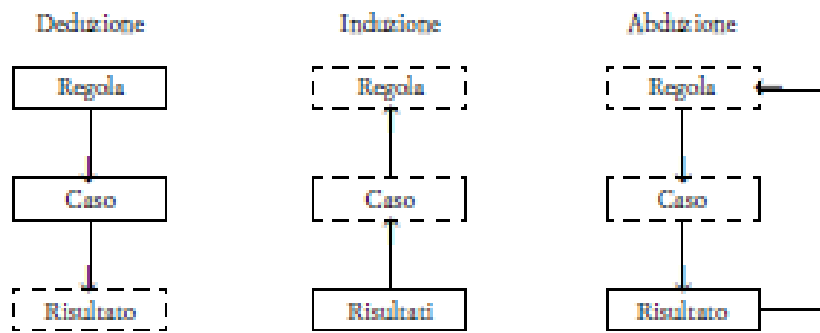 Deduzione Induzione Abduzione
Regola Regola Regola
Caso Caso Caso
Risultato Risultati Risultato